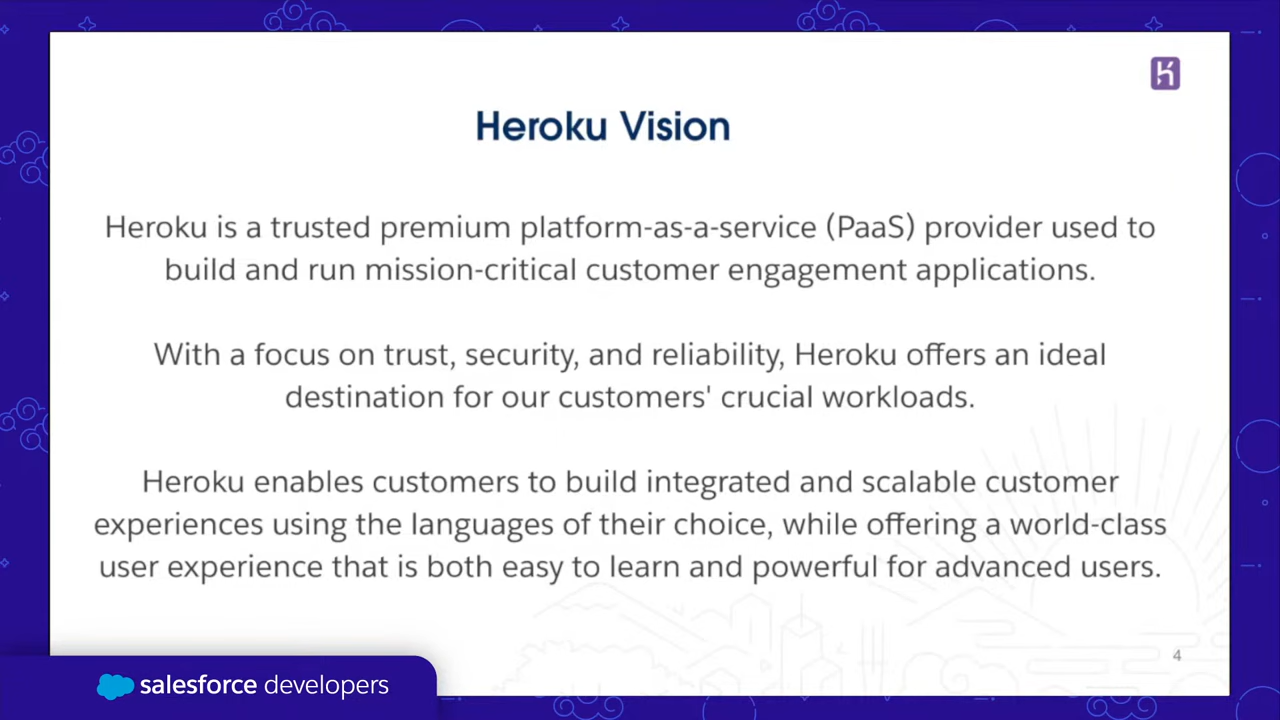 Heroku Vision
Heroku is a trusted premium platform-as-a-service (PaaS) provider used to
build and run mission-critical customer engagement applications.
With a focus on trust, security, and reliability, Heroku offers an ideal
destination for our customers' crucial workloads.
Heroku enables customers to build integrated and scalable customer
experiences using the languages of their choice, while offering a world-class
user experience that is both easy to learn and powerful for advanced users.
4
salesforce developers